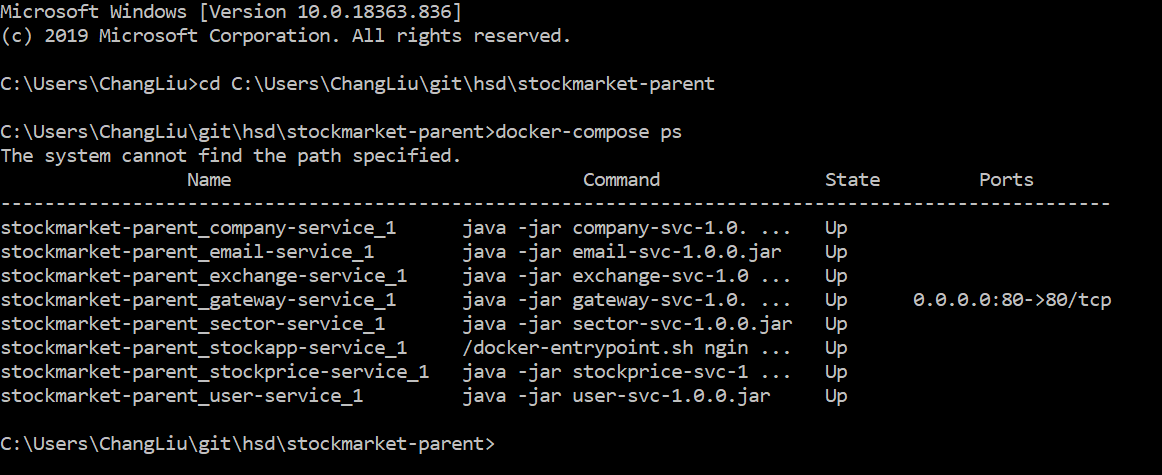 Microsoft Windows [Version 10.0.18363.836]
(c) 2019 Microsoft Corporation. All rights reserved.
C:\Users\ChangLiu>cd C:\Users\ChangLiu\git\hsd\stockmarket-parent
C:\Users\ChangLiu\git\hsd\stockmarket-parent>docker-compose ps
The system cannot find the path specified.
Name Command State Ports
-----------------------------------------------------------------------------------------------------
stockmarket-parent_company-service_1 java -jar company-svc-1.0. ... Up
stockmarket-parent_email-service_1 java -jar email-svc-1.0.0.jar Up
stockmarket-parent_exchange-service_1 java -jar exchange-svc-1.0 ... Up
stockmarket-parent_gateway-service_1 java -jar gateway-svc-1.0. ... Up 0.0.0.0:80->80/tcp
stockmarket-parent_sector-service_1 java -jar sector-svc-1.0.0.jar Up
stockmarket-parent_stockapp-service_1 /docker-entrypoint.sh ngin ... Up
stockmarket-parent_stockprice-service_1 java -jar stockprice-svc-1 ... Up
stockmarket-parent_user-service_1 java -jar user-svc-1.0.0.jar Up
C:\Users\ChangLiu\git\hsd\stockmarket-parent>